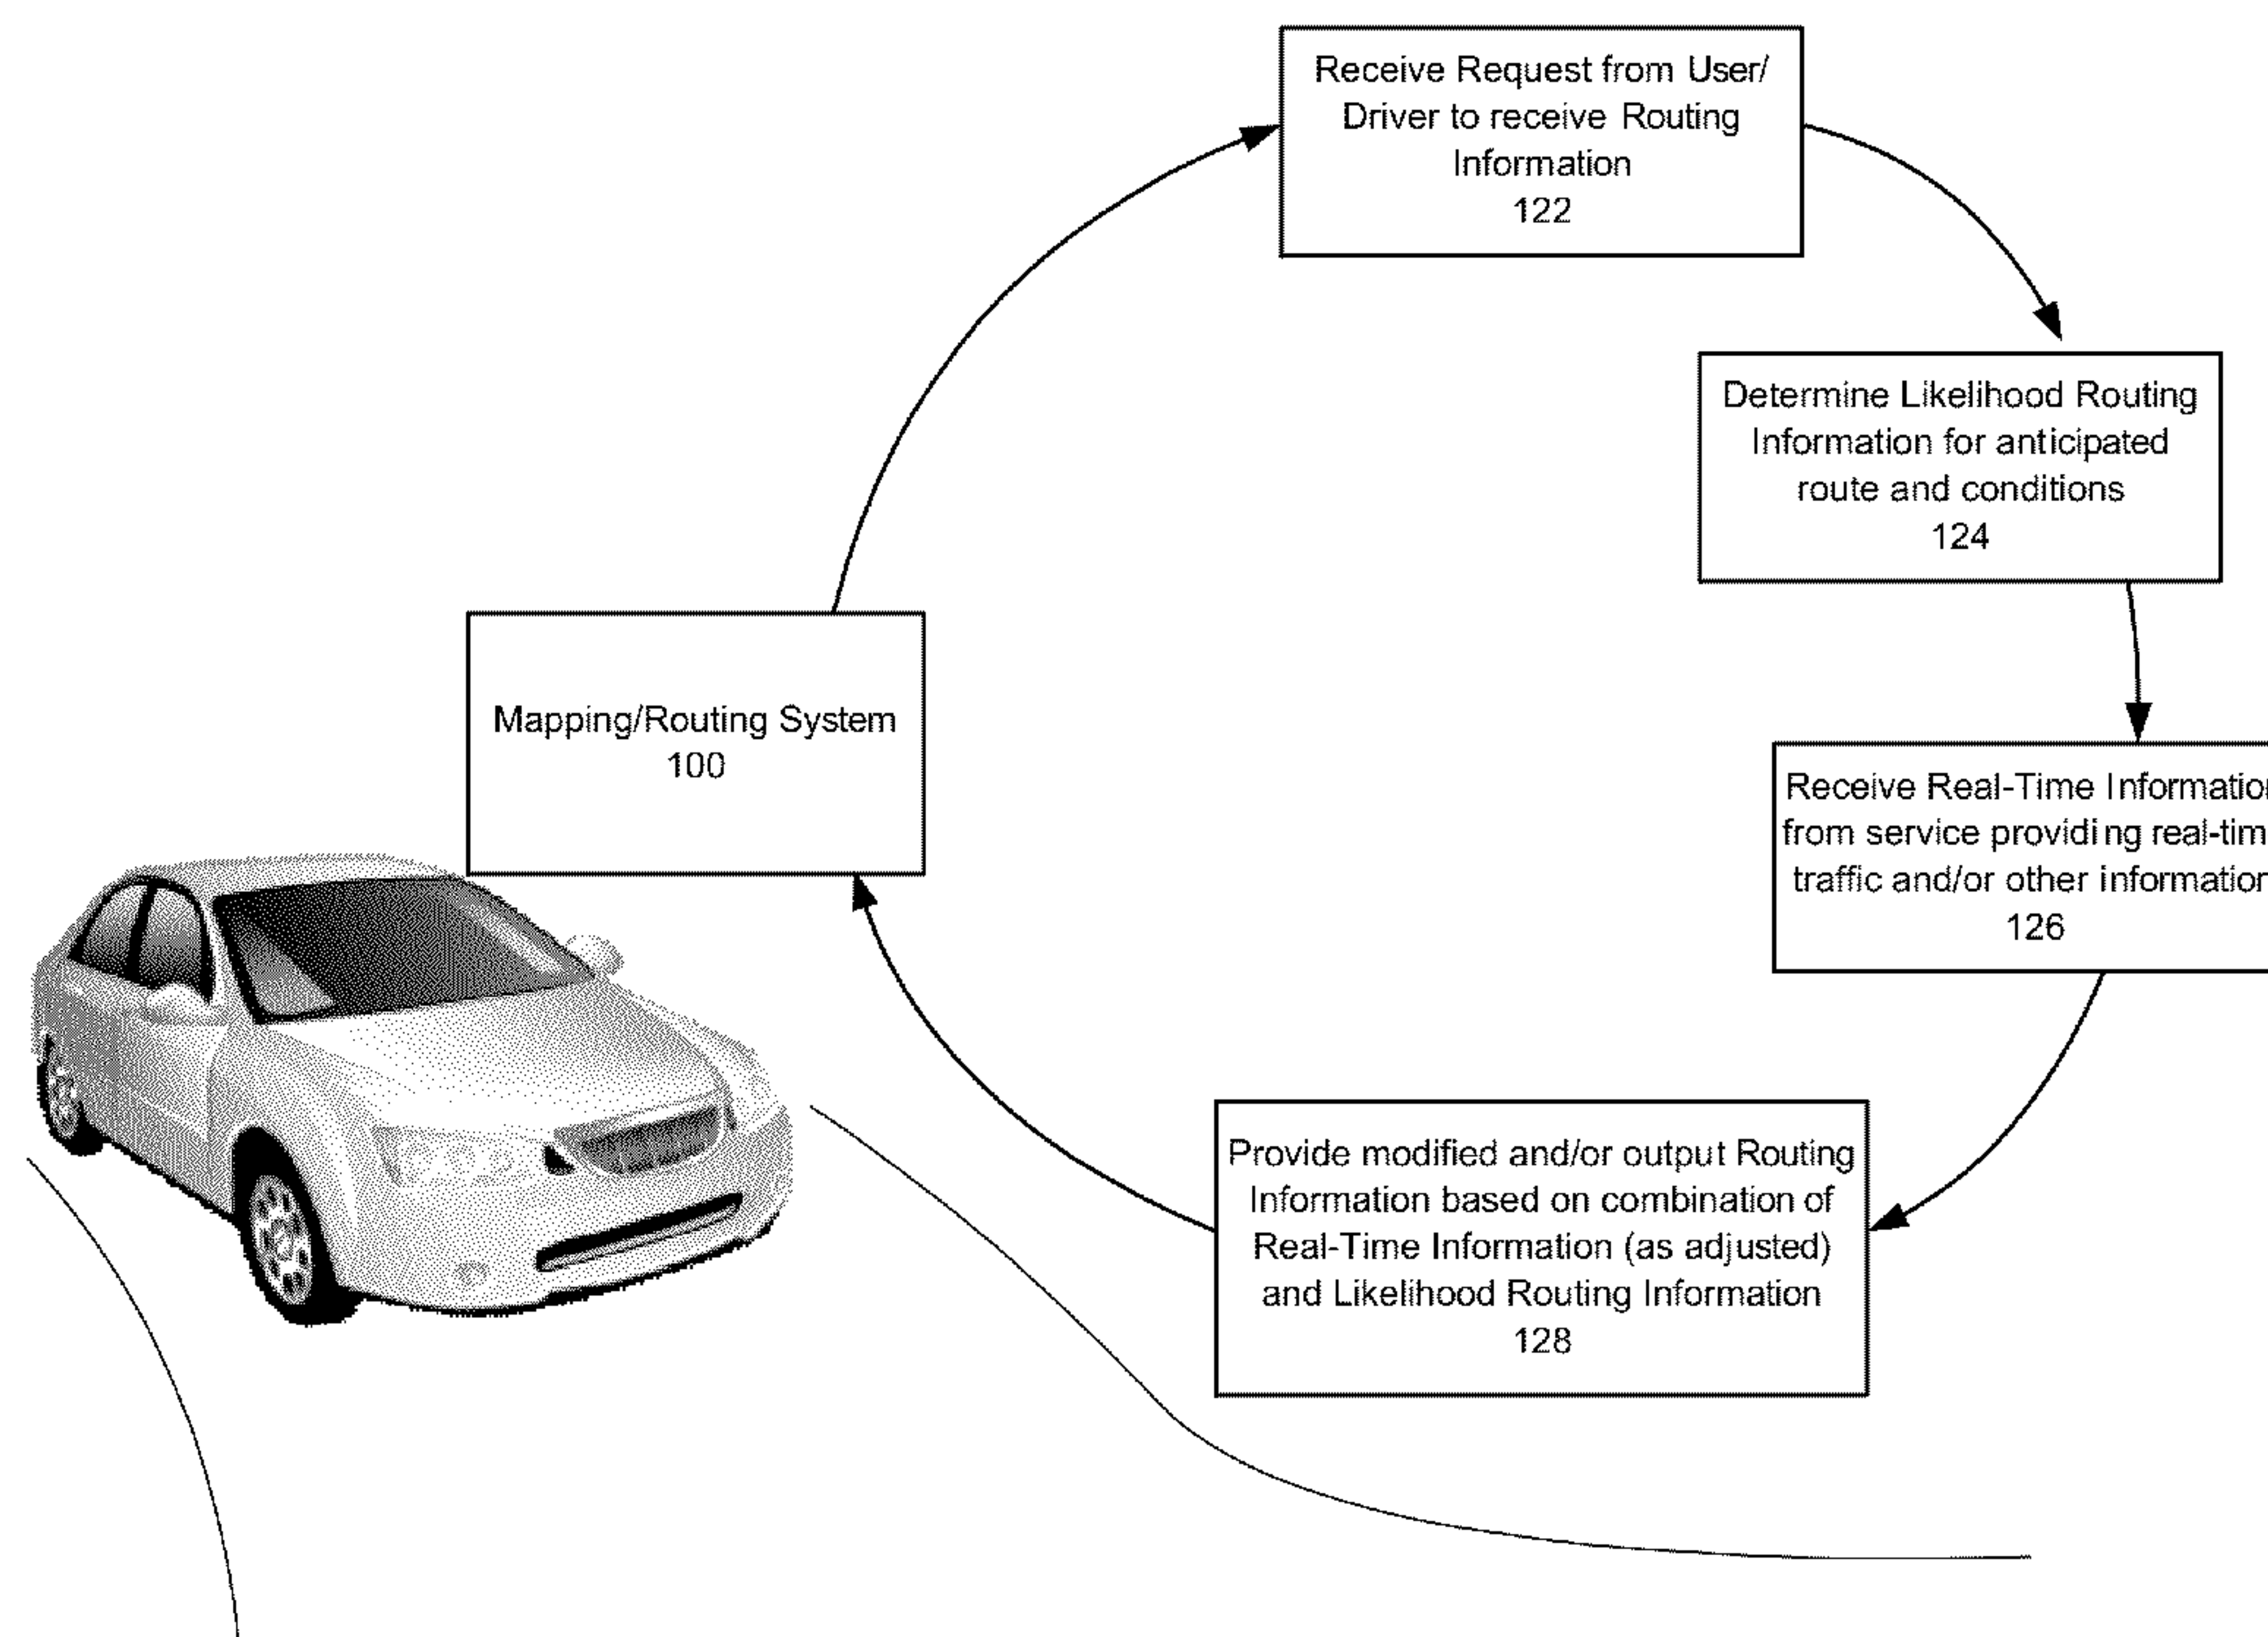 Receive Request from User/
Driver to receive Routing
Information
122
Determine Likelihood Routing
Information for anticipated
route and conditions
124
Mapping/Routing System
100
Receive Real-Time Informatio
from service providing real-tim
traffic and/or other information
126
Provide modified and/or output Routing
Information based on combination of
Real-Time Information (as adjusted)
and Likelihood Routing Information
128